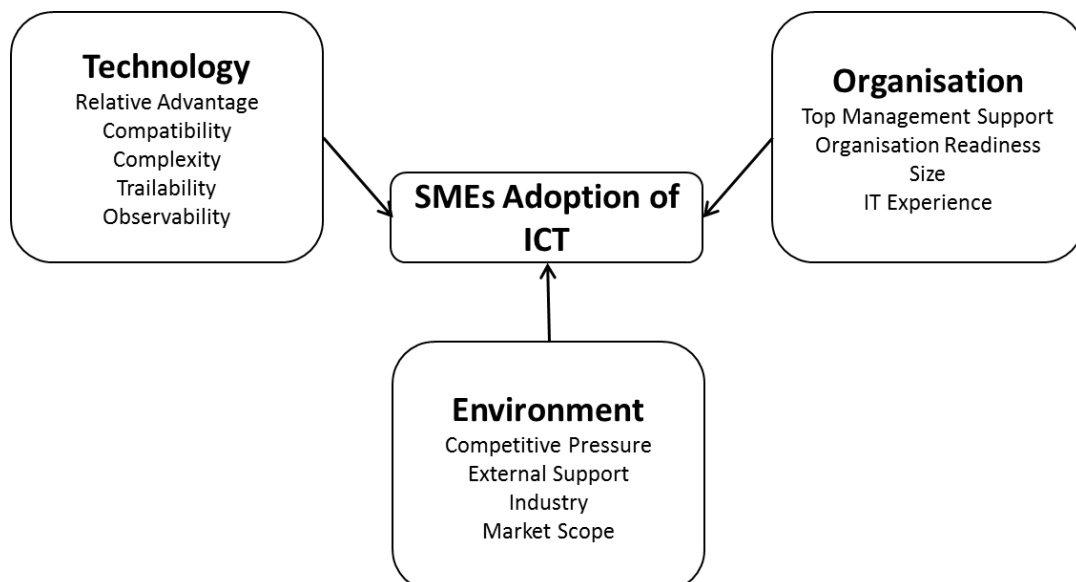 Technology
Relative Advantage
Compatibility
Complexity
Trailability
Observability
Organisation
Top Management Support
Organisation Readiness
Size
IT Experience
SMEs Adoption of
ICT
Environment
Competitive Pressure
External Support
Industry
Market Scope